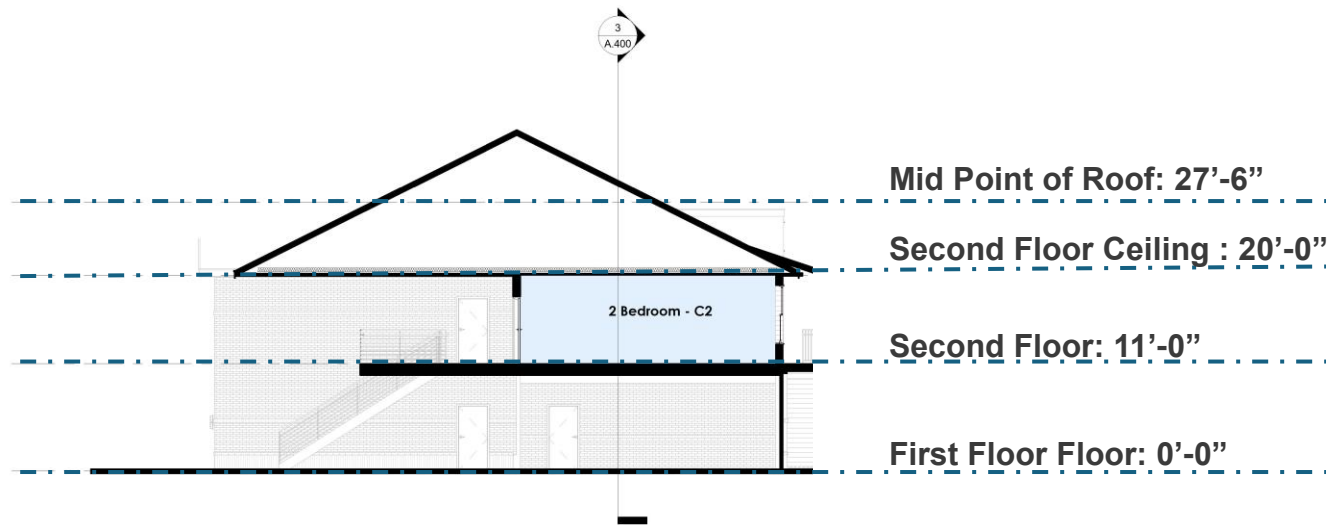 3
A.400
Mid Point of Roof: 27’-6”
Second Floor Ceiling : 20’-0”
2 Bedroom - C2
Second Floor: 11’-0”
First Floor Floor: 0’-0”